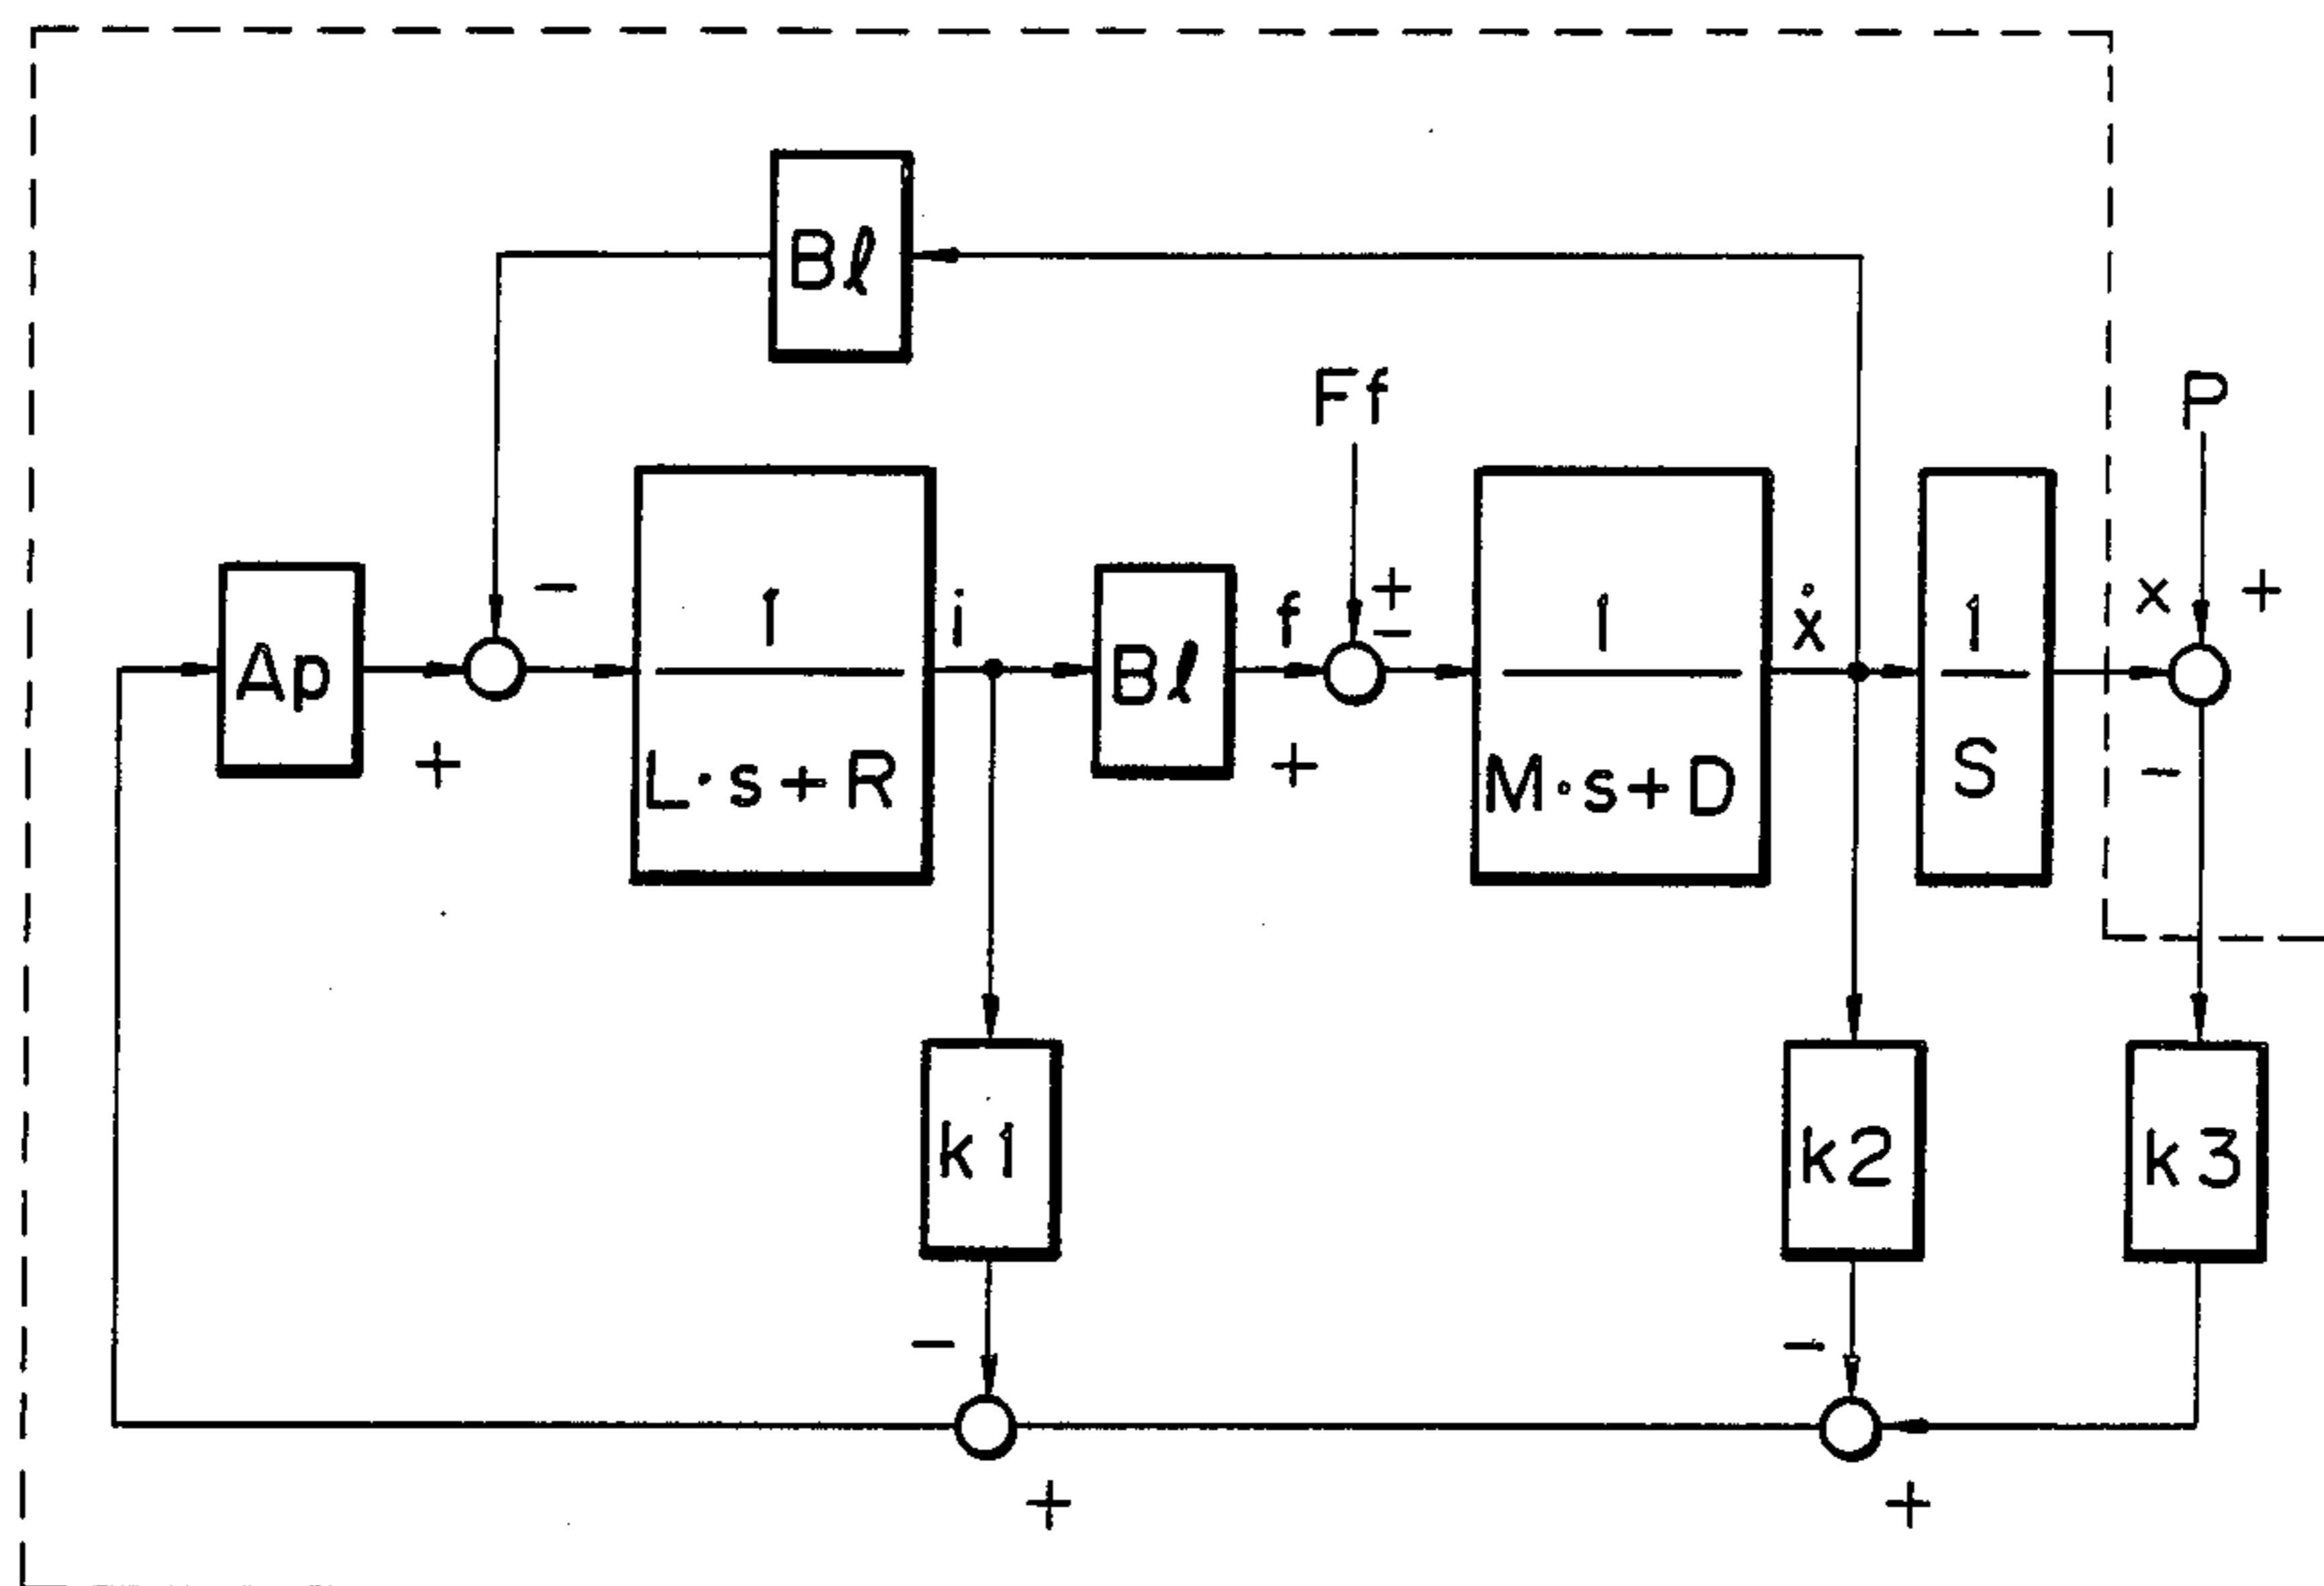 Bℓ
Ff
P
Ap
+
−
1
L·s+R
i
Bℓ
f
+
±
1
M·s+D
ẋ
1
S
x
+
−
k1
k2
k3
−
−
+
+